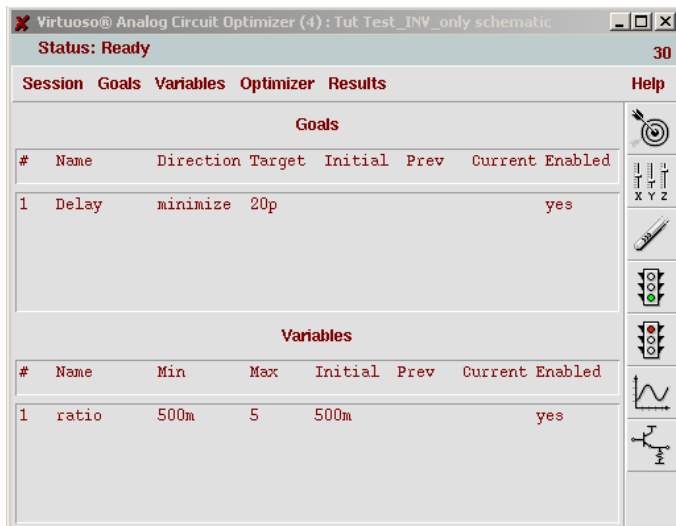 Virtuoso® Analog Circuit Optimizer (4) : Tut Test_INV_only schematic
Status: Ready 30
Session Goals Variables Optimizer Results Help
Goals
# Name Direction Target Initial Prev Current Enabled
1 Delay minimize 20p yes
X Y Z
Variables
# Name Min Max Initial Prev Current Enabled
1 ratio 500m 5 500m yes